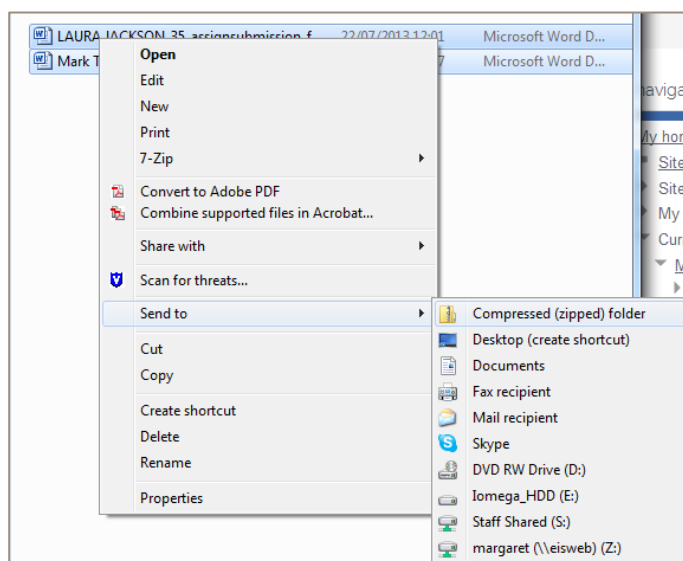 LAURA JACKSON_35_assignsubmission_f... 22/07/2013 12:01 Microsoft Word D...
Mark T 7 Microsoft Word D...
Open
Edit
New
Print
7-Zip
Convert to Adobe PDF
Combine supported files in Acrobat...
Share with
Scan for threats...
Send to
Cut
Copy
Create shortcut
Delete
Rename
Properties
Compressed (zipped) folder
Desktop (create shortcut)
Documents
Fax recipient
Mail recipient
Skype
DVD RW Drive (D:)
Iomega_HDD (E:)
Staff Shared (S:)
margaret (\\eisweb) (Z:)
naviga
My hor
Site
Site
My
Cur
M